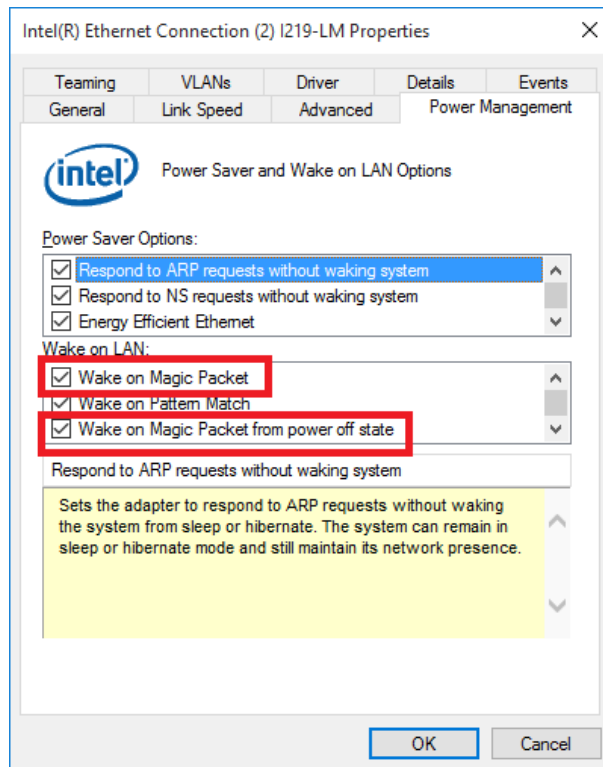 Intel(R) Ethernet Connection (2) I219-LM Properties
Teaming VLANs Driver Details Events
General Link Speed Advanced Power Management
intel Power Saver and Wake on LAN Options
Power Saver Options:
Respond to ARP requests without waking system
Respond to NS requests without waking system
Energy Efficient Ethernet
Wake on LAN:
Wake on Magic Packet
Wake on Pattern Match
Wake on Magic Packet from power off state
Respond to ARP requests without waking system
Sets the adapter to respond to ARP requests without waking
the system from sleep or hibernate. The system can remain in
sleep or hibernate mode and still maintain its network presence.
OK Cancel